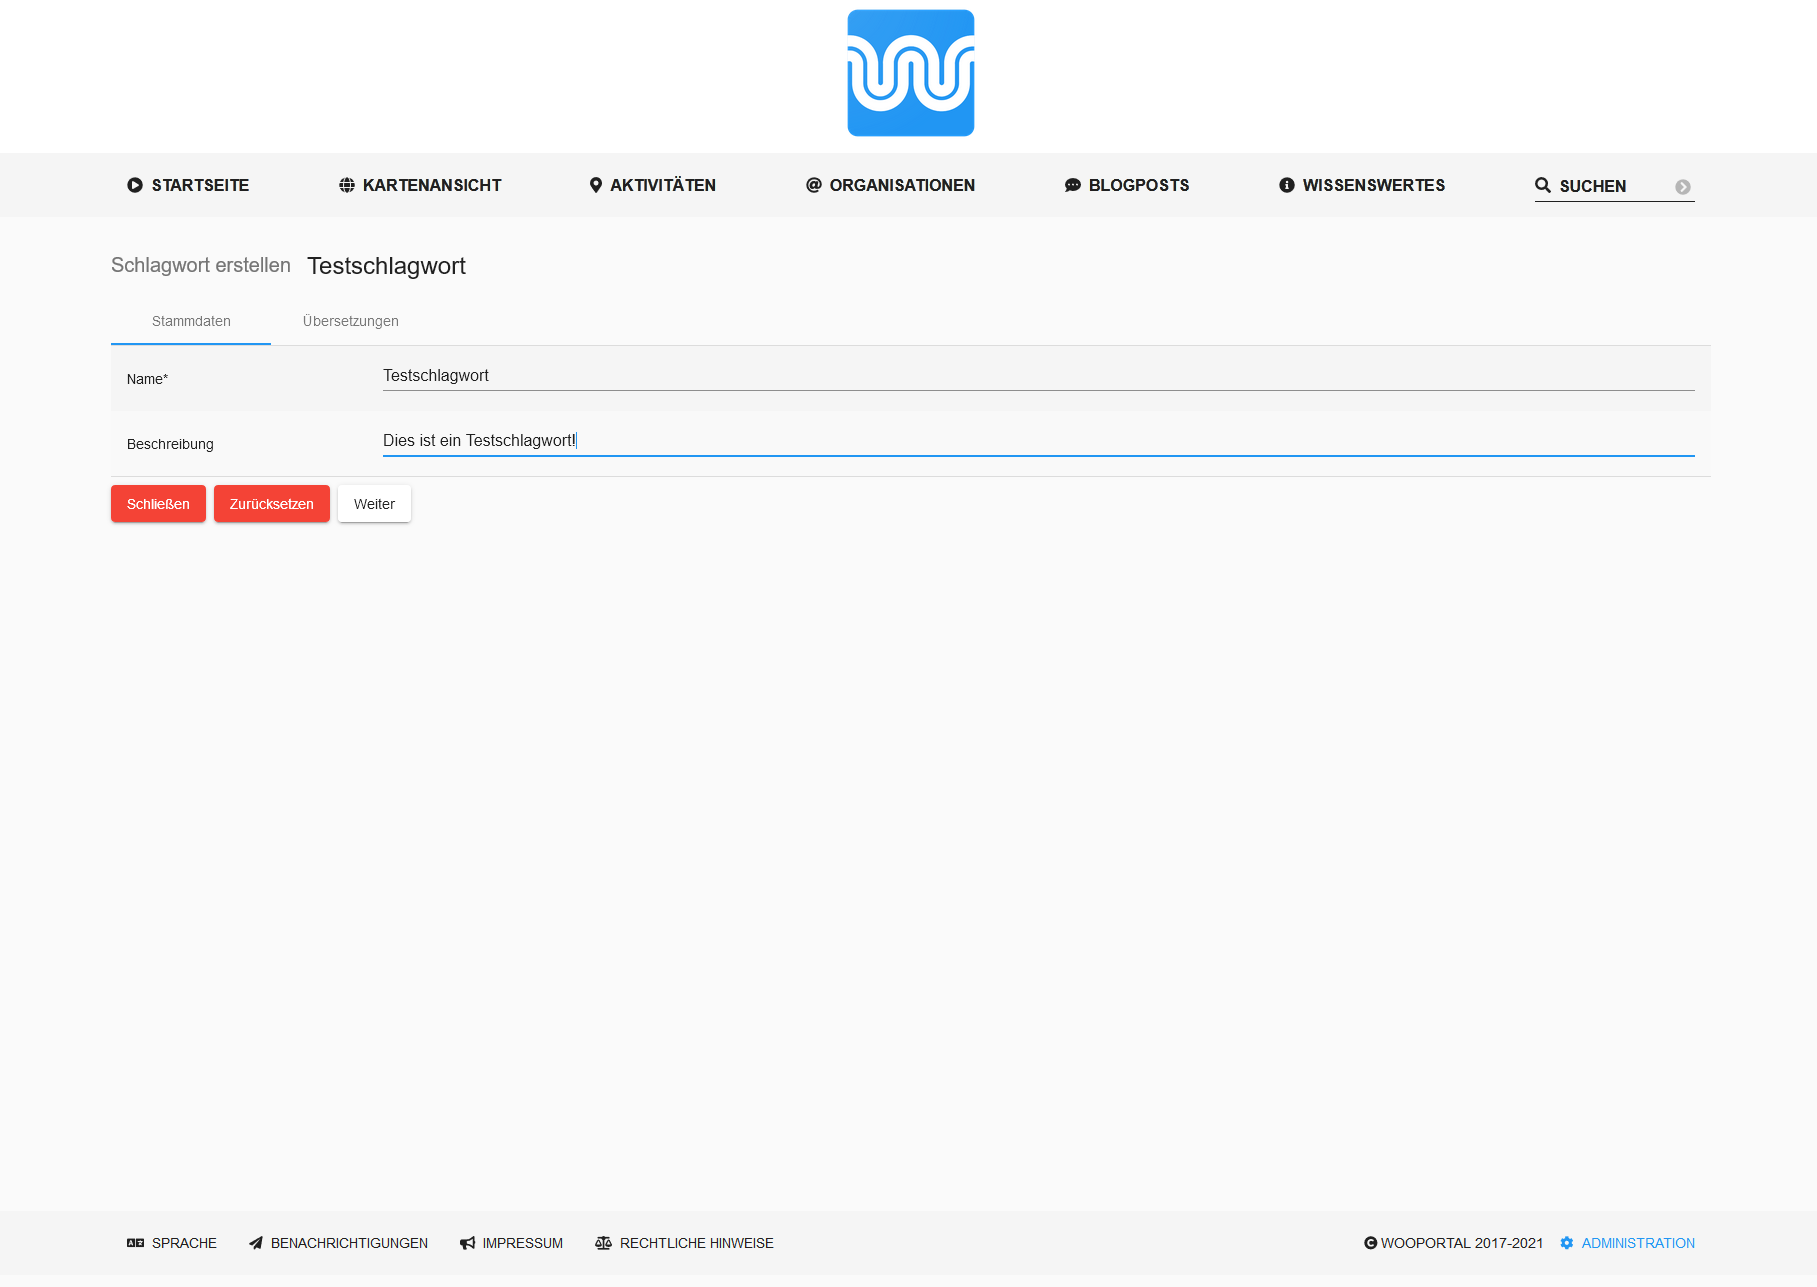 STARTSEITE KARTENANSICHT AKTIVITÄTEN ORGANISATIONEN BLOGPOSTS WISSENSWERTES SUCHEN
Schlagwort erstellen Testschlagwort
Stammdaten Übersetzungen
Name* Testschlagwort
Beschreibung Dies ist ein Testschlagwort!
Schließen Zurücksetzen Weiter
SPRACHE BENACHRICHTIGUNGEN IMPRESSUM RECHTLICHE HINWEISE WOOPORTAL 2017-2021 ADMINISTRATION